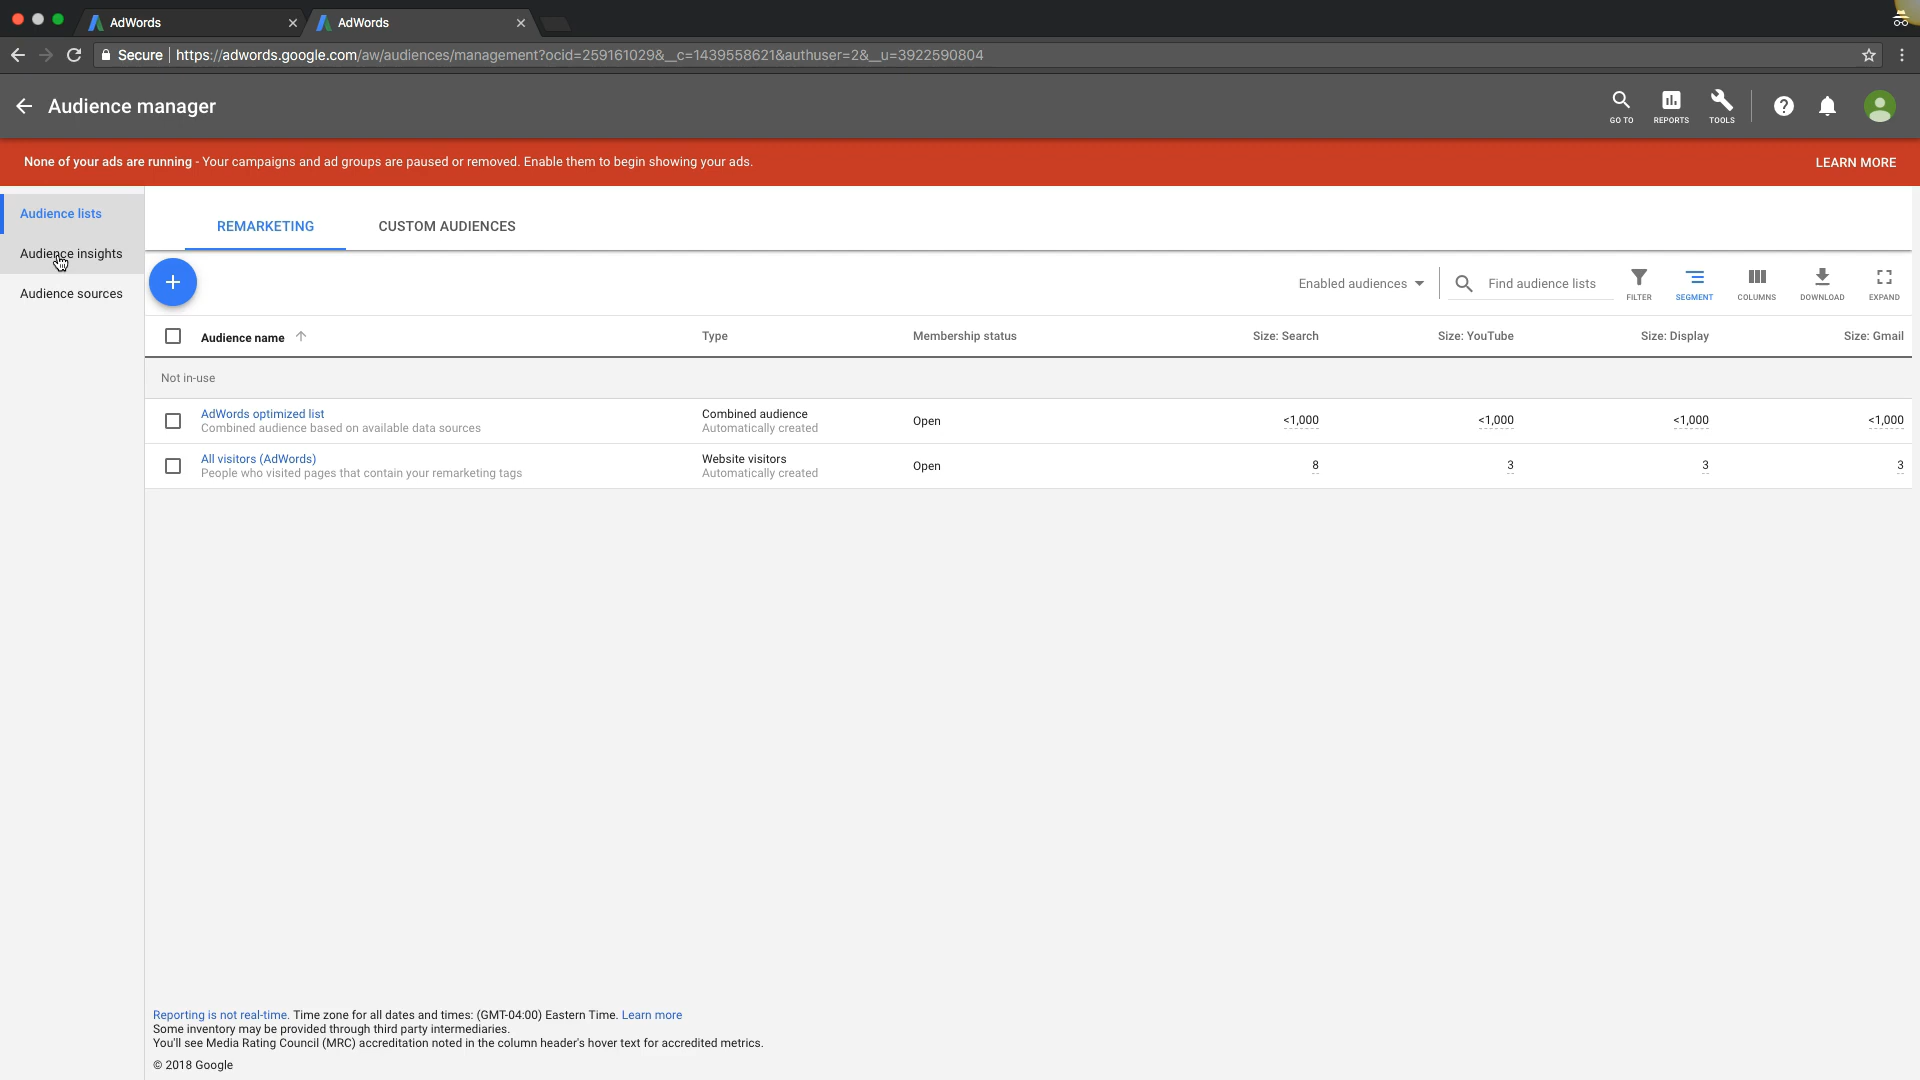 AdWords
AdWords
Secure https://adwords.google.com/aw/audiences/management?ocid=259161029&__c=1439558621&authuser=2&__u=3922590804
Audience manager
GO TO
REPORTS
TOOLS
None of your ads are running - Your campaigns and ad groups are paused or removed. Enable them to begin showing your ads.
LEARN MORE
Audience lists
Audience insights
Audience sources
REMARKETING
CUSTOM AUDIENCES
Enabled audiences
Find audience lists
FILTER
SEGMENT
COLUMNS
DOWNLOAD
EXPAND
Audience name Type Membership status Size: Search Size: YouTube Size: Display Size: Gmail
Not in-use
AdWords optimized list
Combined audience based on available data sources
Combined audience
Automatically created
Open
<1,000
<1,000
<1,000
<1,000
All visitors (AdWords)
People who visited pages that contain your remarketing tags
Website visitors
Automatically created
Open
8
3
3
3
Reporting is not real-time. Time zone for all dates and times: (GMT-04:00) Eastern Time. Learn more
Some inventory may be provided through third party intermediaries.
You'll see Media Rating Council (MRC) accreditation noted in the column header's hover text for accredited metrics.
© 2018 Google